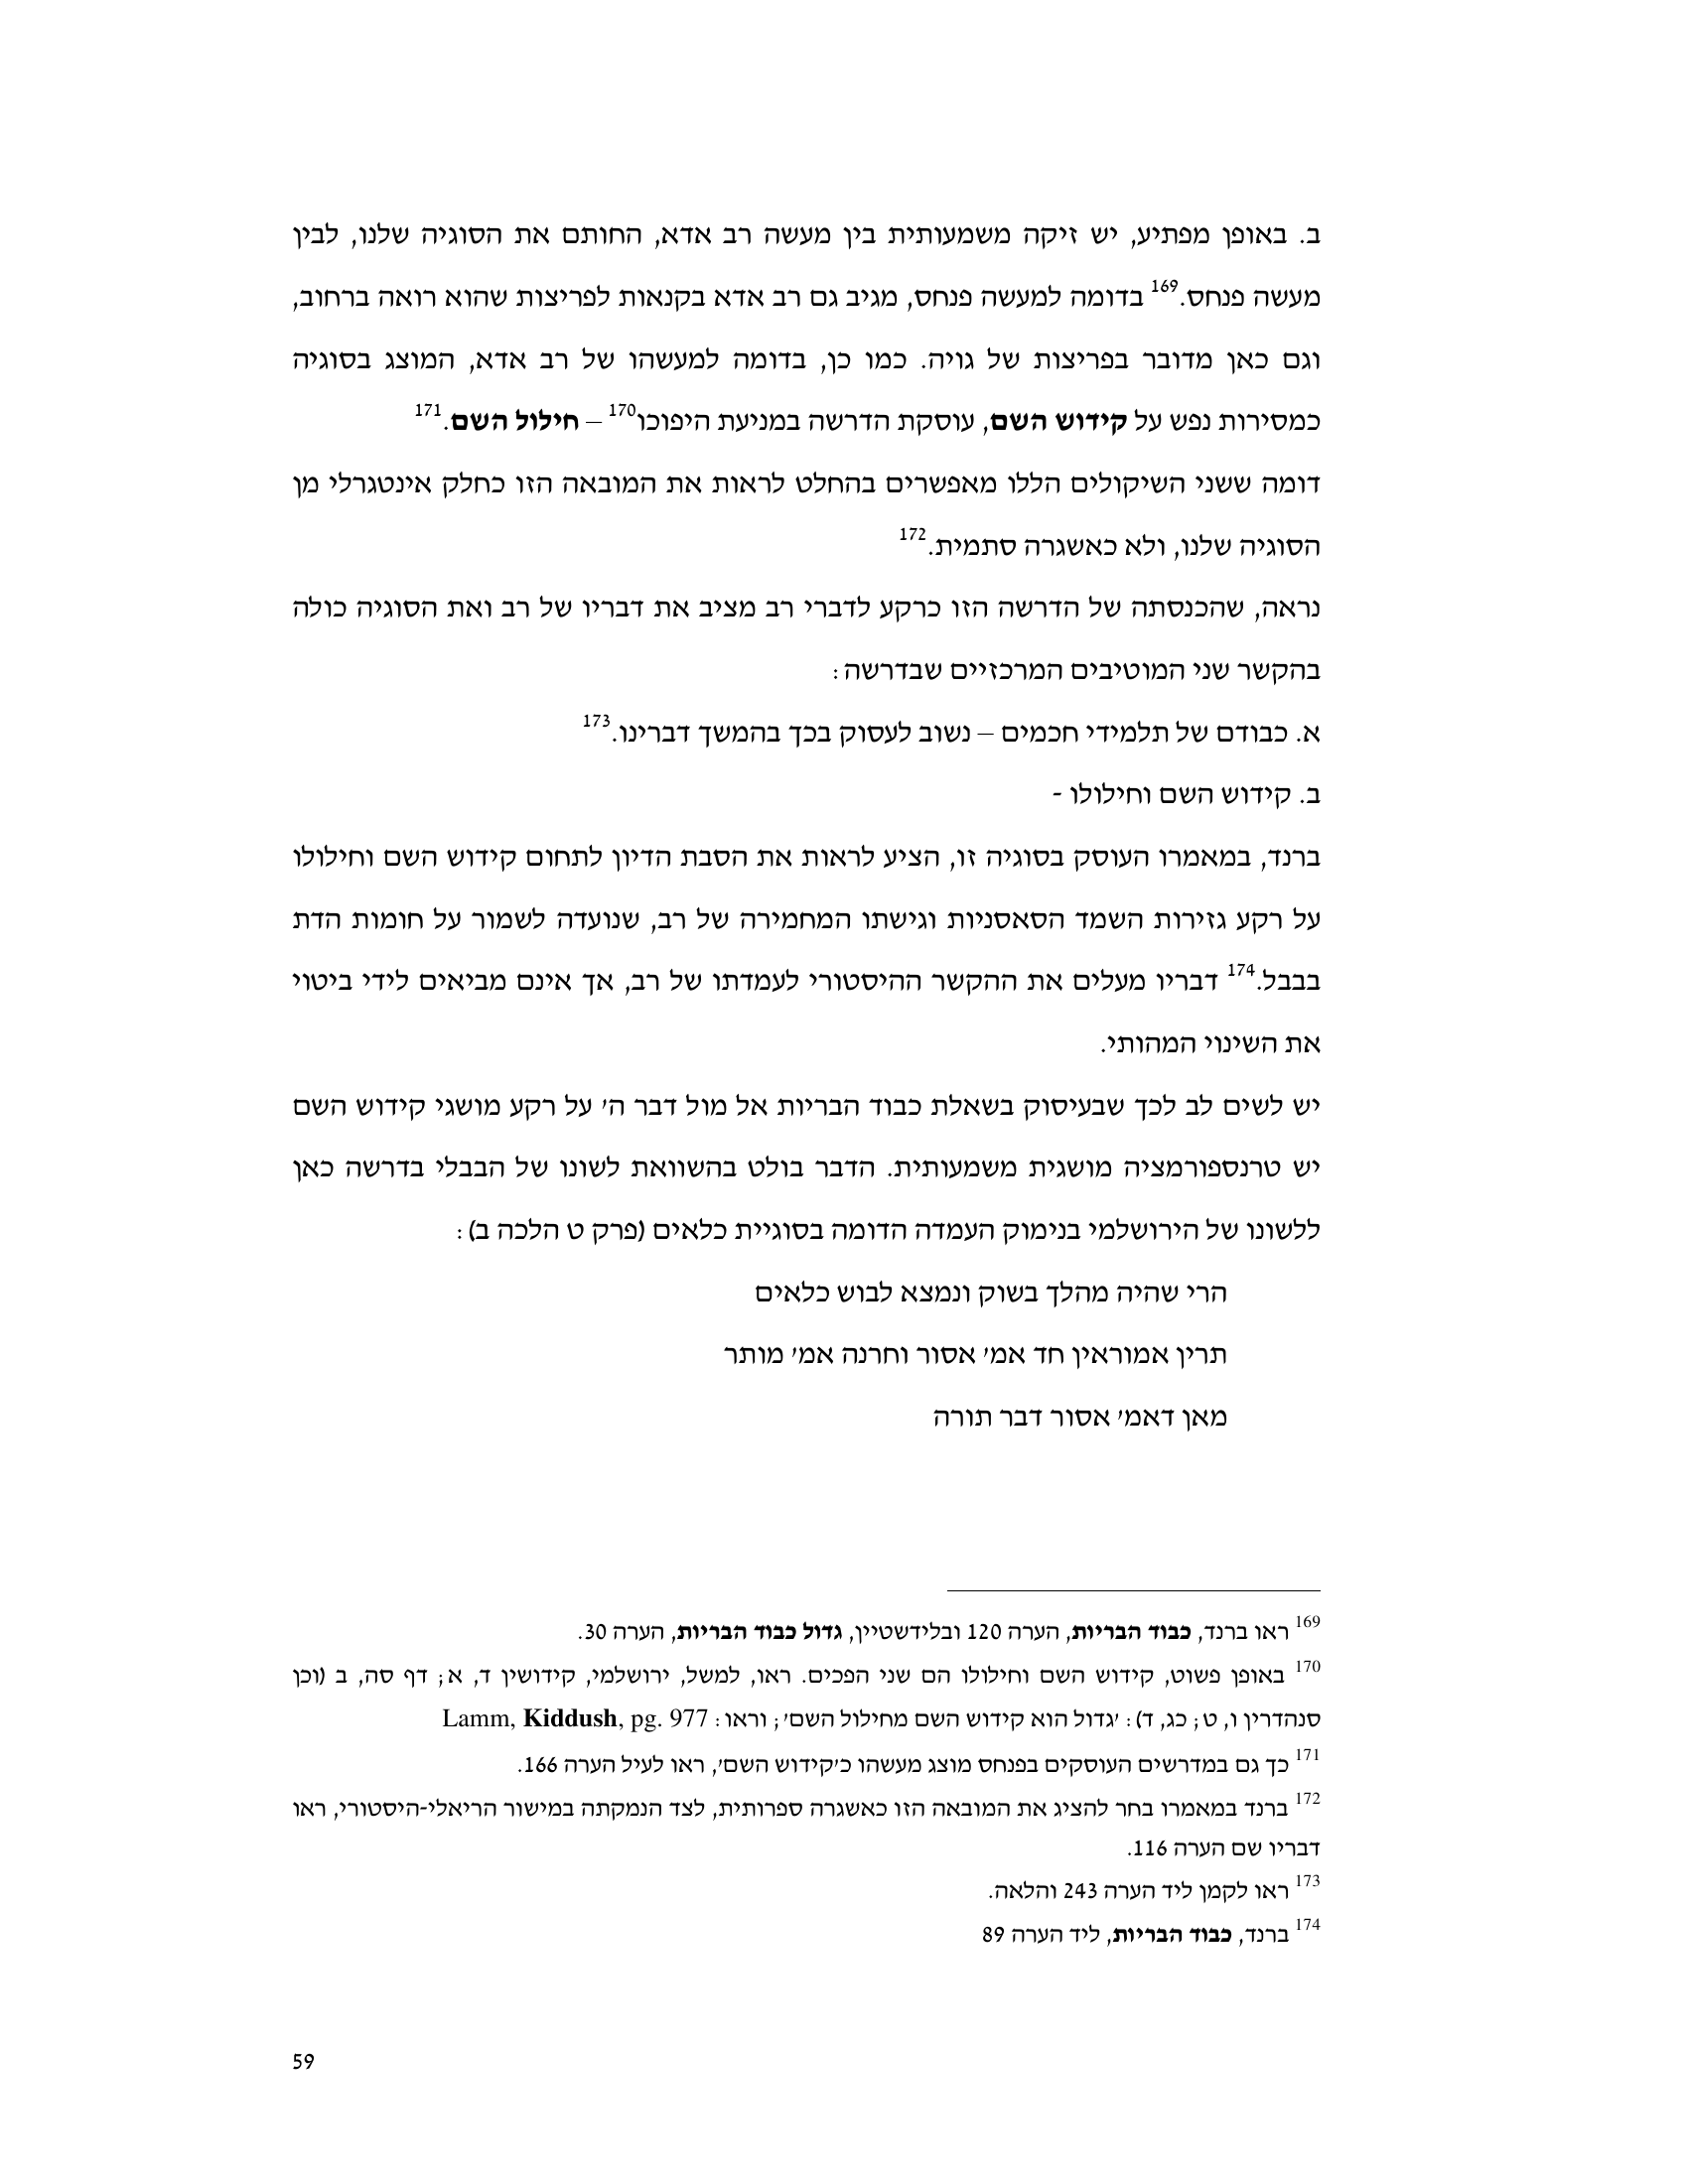 ב. באופן מפתיע, יש זיקה משמעותית בין מעשה רב אדא, החותם את הסוגיה שלנו, לבין
מעשה פנחס.169 בדומה למעשה פנחס, מגיב גם רב אדא בקנאות לפריצות שהוא רואה ברחוב,
וגם כאן מדובר בפריצות של גויה. כמו כן, בדומה למעשהו של רב אדא, המוצג בסוגיה
כמסירות נפש על קידוש השם, עוסקת הדרשה במניעת היפוכו170 – חילול השם.171
דומה ששני השיקולים הללו מאפשרים בהחלט לראות את המובאה הזו כחלק אינטגרלי מן
הסוגיה שלנו, ולא כאשגרה סתמית.172
נראה, שהכנסתה של הדרשה הזו כרקע לדברי רב מציב את דבריו של רב ואת הסוגיה כולה
בהקשר שני המוטיבים המרכזיים שבדרשה:
א. כבודם של תלמידי חכמים – נשוב לעסוק בכך בהמשך דברינו.173
ב. קידוש השם וחילולו -
ברנד, במאמרו העוסק בסוגיה זו, הציע לראות את הסבת הדיון לתחום קידוש השם וחילולו
על רקע גזירות השמד הסאסניות וגישתו המחמירה של רב, שנועדה לשמור על חומות הדת
בבבל.174 דבריו מעלים את ההקשר ההיסטורי לעמדתו של רב, אך אינם מביאים לידי ביטוי
את השינוי המהותי.
יש לשים לב לכך שבעיסוק בשאלת כבוד הבריות אל מול דבר ה' על רקע מושגי קידוש השם
יש טרנספורמציה מושגית משמעותית. הדבר בולט בהשוואת לשונו של הבבלי בדרשה כאן
ללשונו של הירושלמי בנימוק העמדה הדומה בסוגיית כלאים (פרק ט הלכה ב):
הרי שהיה מהלך בשוק ונמצא לבוש כלאים
תרין אמוראין חד אמ' אסור וחרנה אמ' מותר
מאן דאמ' אסור דבר תורה
169 ראו ברנד, כבוד הבריות, הערה 120 ובלידשטיין, גדול כבוד הבריות, הערה 30.
170 באופן פשוט, קידוש השם וחילולו הם שני הפכים. ראו, למשל, ירושלמי, קידושין ד, א; דף סה, ב (וכן
סנהדרין ו, ט; כג, ד): 'גדול הוא קידוש השם מחילול השם'; וראו: Lamm, Kiddush, pg. 977
171 כך גם במדרשים העוסקים בפנחס מוצג מעשהו כ'קידוש השם', ראו לעיל הערה 166.
172 ברנד במאמרו בחר להציג את המובאה הזו כאשגרה ספרותית, לצד הנמקתה במישור הריאלי-היסטורי, ראו
דבריו שם הערה 116.
173 ראו לקמן ליד הערה 243 והלאה.
174 ברנד, כבוד הבריות, ליד הערה 89
59